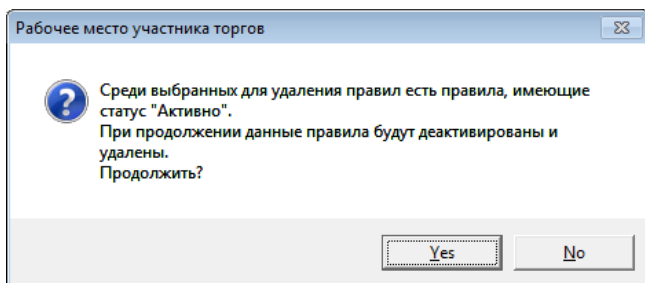 Рабочее место участника торгов
Среди выбранных для удаления правил есть правила, имеющие
статус "Активно".
При продолжении данные правила будут деактивированы и
удалены.
Продолжить?
Yes
No